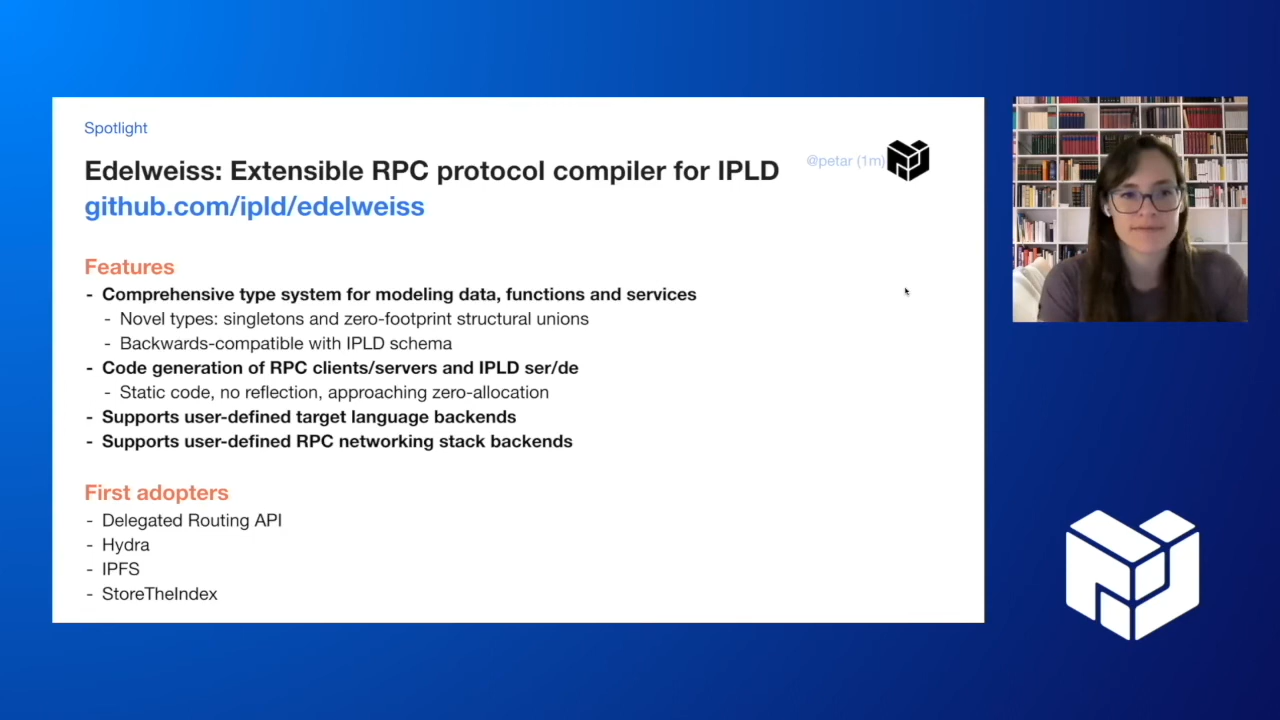 Spotlight
Edelweiss: Extensible RPC protocol compiler for IPLD
@petar (1m)
github.com/ipld/edelweiss
Features
- Comprehensive type system for modeling data, functions and services
- Novel types: singletons and zero-footprint structural unions
- Backwards-compatible with IPLD schema
- Code generation of RPC clients/servers and IPLD ser/de
- Static code, no reflection, approaching zero-allocation
- Supports user-defined target language backends
- Supports user-defined RPC networking stack backends
First adopters
- Delegated Routing API
- Hydra
- IPFS
- StoreTheIndex